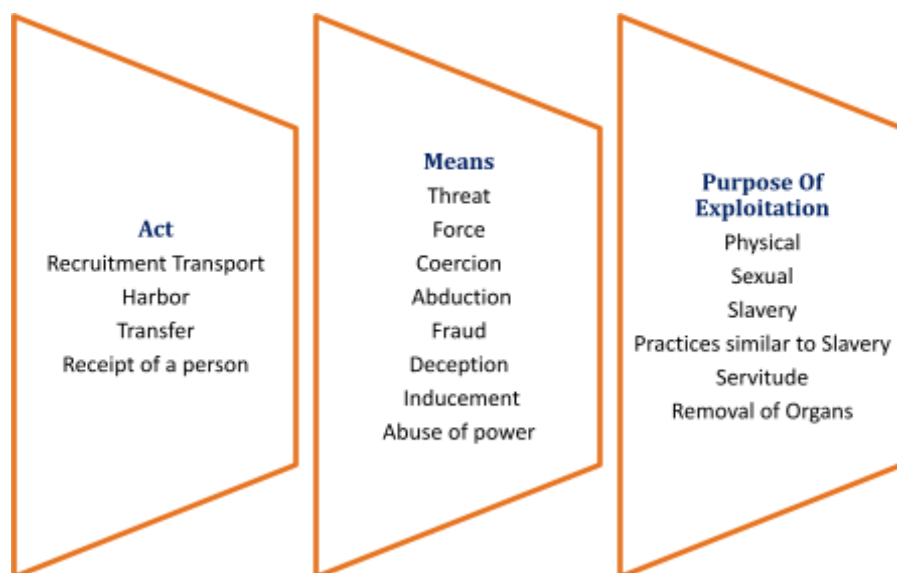 Act
Recruitment Transport
Harbor
Transfer
Receipt of a person
Means
Threat
Force
Coercion
Abduction
Fraud
Deception
Inducement
Abuse of power
Purpose Of
Exploitation
Physical
Sexual
Slavery
Practices similar to Slavery
Servitude
Removal of Organs